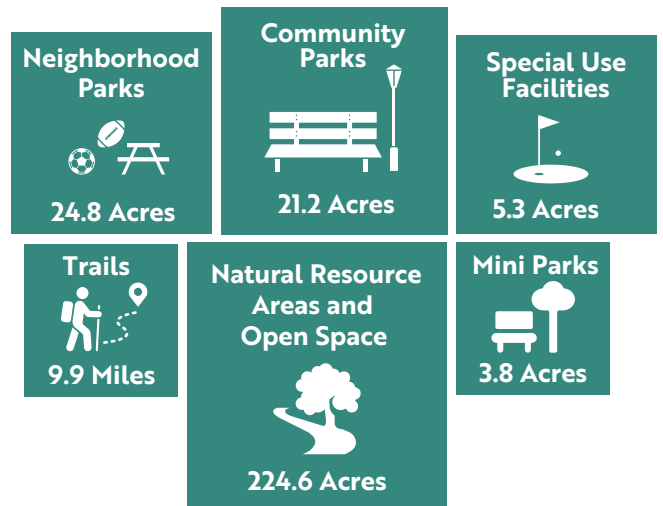 Neighborhood
Parks
24.8 Acres
Community
Parks
21.2 Acres
Special Use
Facilities
5.3 Acres
Trails
9.9 Miles
Natural Resource
Areas and
Open Space
224.6 Acres
Mini Parks
3.8 Acres